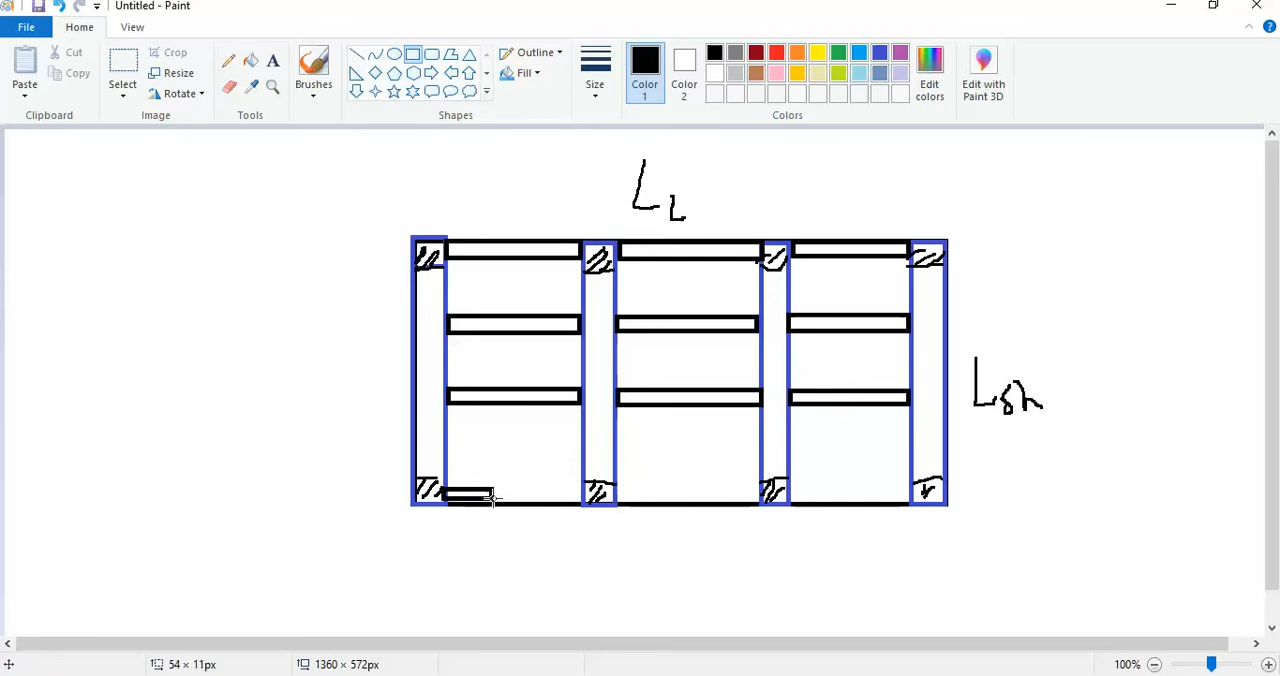 Untitled - Paint
File Home View
Paste
Cut
Copy
Clipboard
Select
Crop
Resize
Rotate
Image
A
Tools
Brushes
Outline
Fill
Shapes
Size
Color
1
Color
2
Edit
colors
Edit with
Paint 3D
Colors
LL
Lsh
54 × 11px
1360 × 572px
100%